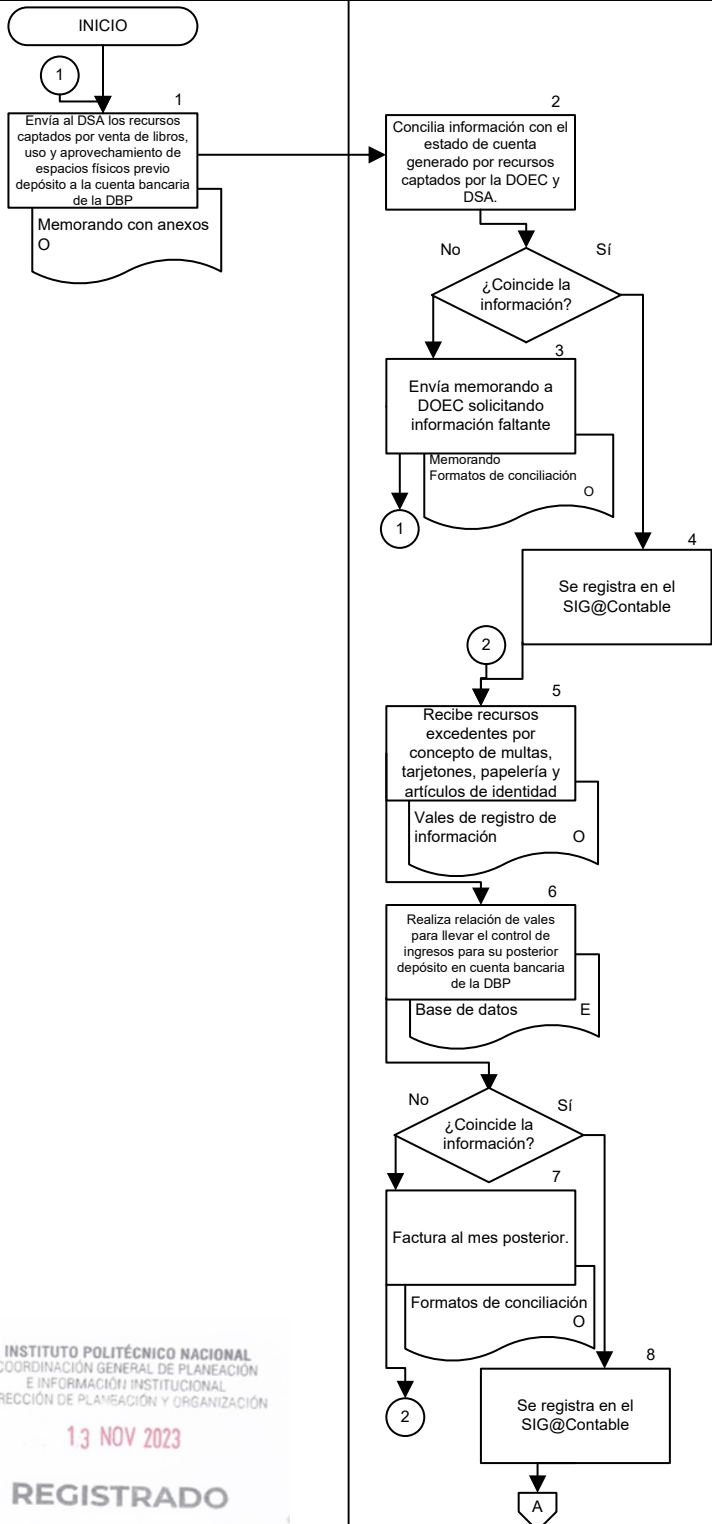 INICIO
1
1
Envía al DSA los recursos
captados por venta de libros,
uso y aprovechamiento de
espacios físicos previo
depósito a la cuenta bancaria
de la DBP
Memorando con anexos
O
2
Concilia información con el
estado de cuenta
generado por recursos
captados por la DOEC y
DSA.
No
Sí
¿Coincide la
información?
3
Envía memorando a
DOEC solicitando
información faltante
Memorando
Formatos de conciliación
O
1
4
Se registra en el
SIG@Contable
2
5
Recibe recursos
excedentes por
concepto de multas,
tarjetones, papelería y
artículos de identidad
Vales de registro de
información O
6
Realiza relación de vales
para llevar el control de
ingresos para su posterior
depósito en cuenta bancaria
de la DBP
Base de datos E
No
Sí
¿Coincide la
información?
7
Factura al mes posterior.
Formatos de conciliación
O
2
8
Se registra en el
SIG@Contable
A
INSTITUTO POLITÉCNICO NACIONAL
COORDINACIÓN GENERAL DE PLANEACIÓN
E INFORMACIÓN INSTITUCIONAL
DIRECCIÓN DE PLANEACIÓN Y ORGANIZACIÓN
13 NOV 2023
REGISTRADO